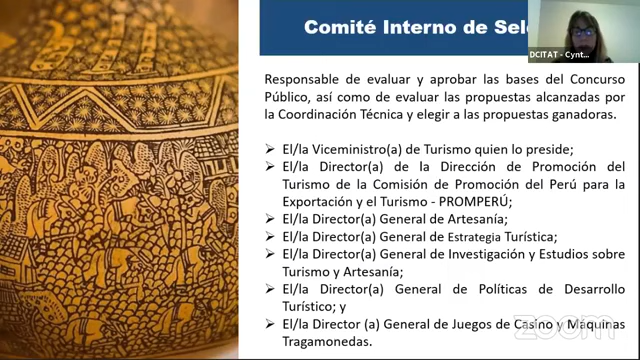 Comité Interno de Sele
DCITAT - Cynt...
Responsable de evaluar y aprobar las bases del Concurso
Público, así como de evaluar las propuestas alcanzadas por
la Coordinación Técnica y elegir a las propuestas ganadoras.
➢ El/la Viceministro(a) de Turismo quien lo preside;
➢ El/la Director(a) de la Dirección de Promoción del
Turismo de la Comisión de Promoción del Perú para la
Exportación y el Turismo - PROMPERÚ;
➢ El/la Director(a) General de Artesanía;
➢ El/la Director(a) General de Estrategia Turística;
➢ El/la Director(a) General de Investigación y Estudios sobre
Turismo y Artesanía;
➢ El/la Director(a) General de Políticas de Desarrollo
Turístico; y
➢ El/la Director (a) General de Juegos de Casino y Máquinas
Tragamonedas.
zoom